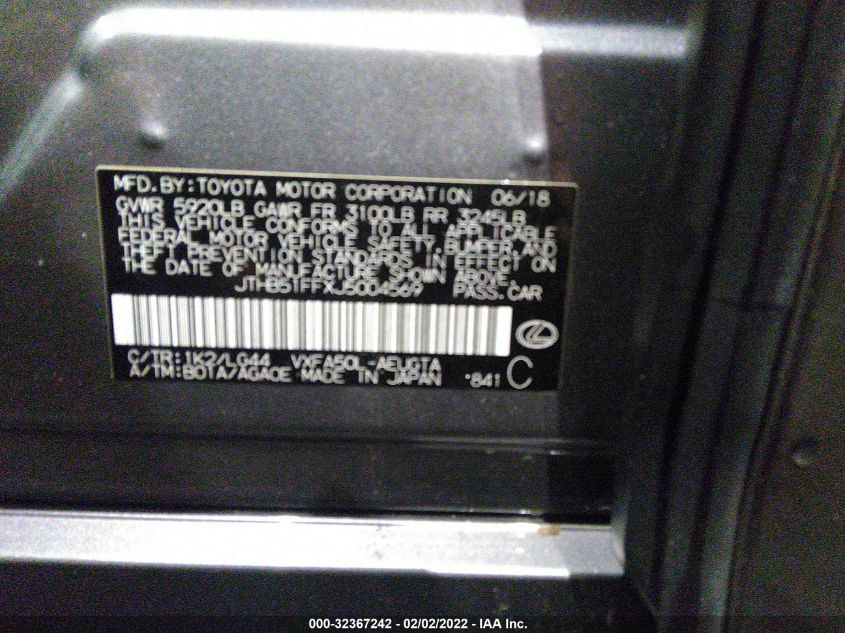 MFD. BY: TOYOTA MOTOR CORPORATION 06/18
GVWR 5920LB GAWR FR 3100LB RR 3245LB
THIS VEHICLE CONFORMS TO ALL APPLICABLE
FEDERAL MOTOR VEHICLE SAFETY, BUMPER, AND
THEFT PREVENTION STANDARDS IN EFFECT ON
THE DATE OF MANUFACTURE SHOWN ABOVE.
JTHB51FFXJ5004569 PASS. CAR
C/TR: 1K2/LG44 VXFA50L-AEUGTA
A/TM: B01A/AGA0E MADE IN JAPAN *841 C
000-32367242 - 02/02/2022 - IAA Inc.